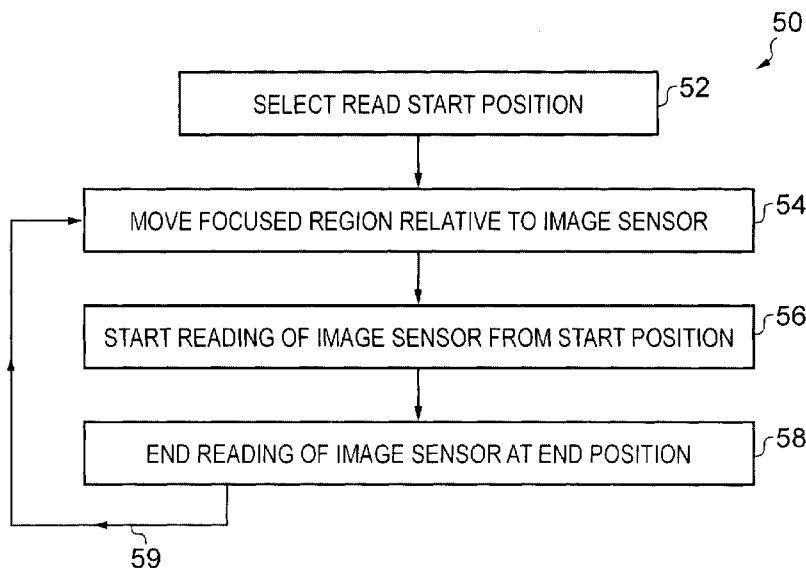 50
SELECT READ START POSITION 52
MOVE FOCUSED REGION RELATIVE TO IMAGE SENSOR 54
START READING OF IMAGE SENSOR FROM START POSITION 56
END READING OF IMAGE SENSOR AT END POSITION 58
59